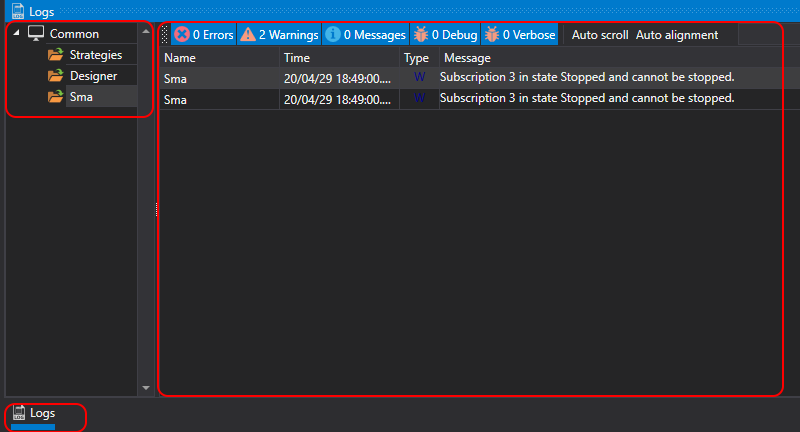 Logs
Common
Strategies
Designer
Sma
0 Errors 2 Warnings 0 Messages 0 Debug 0 Verbose Auto scroll Auto alignment
Name Time Type Message
Sma 20/04/29 18:49:00.... W Subscription 3 in state Stopped and cannot be stopped.
Sma 20/04/29 18:49:00.... W Subscription 3 in state Stopped and cannot be stopped.
Logs